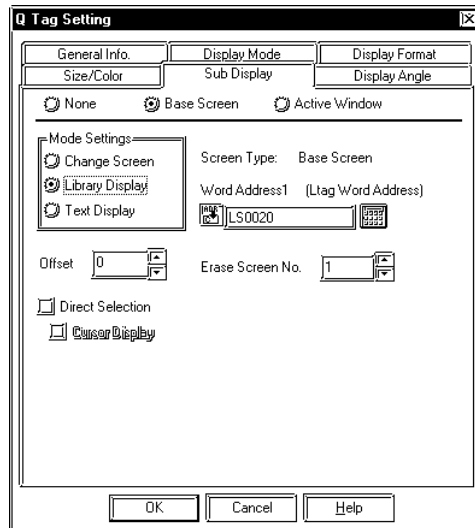 Q Tag Setting
General Info. Display Mode Display Format
Size/Color Sub Display Display Angle
None Base Screen Active Window
Mode Settings
Change Screen
Library Display
Text Display
Screen Type: Base Screen
Word Address1 (Ltag Word Address)
LS0020
Offset 0 Erase Screen No. 1
Direct Selection
Cursor Display
OK Cancel Help